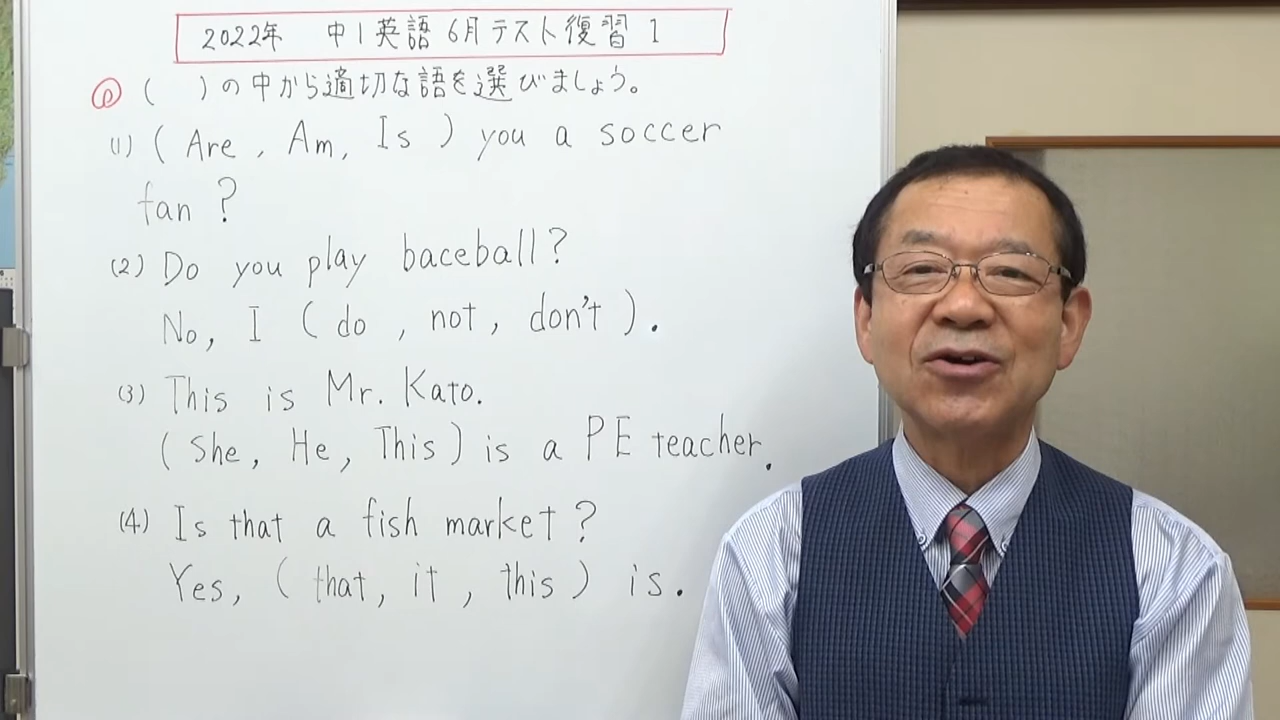 2022年 中1英語 6月テスト復習 1
( )の中から適切な語を選びましょう。
(1) ( Are , Am, Is ) you a soccer
fan ?
(2) Do you play baceball?
No, I ( do , not, don't ) .
(3) This is Mr. Kato.
( She, He, This ) is a PE teacher.
(4) Is that a fish market ?
Yes, ( that, it , this ) is.